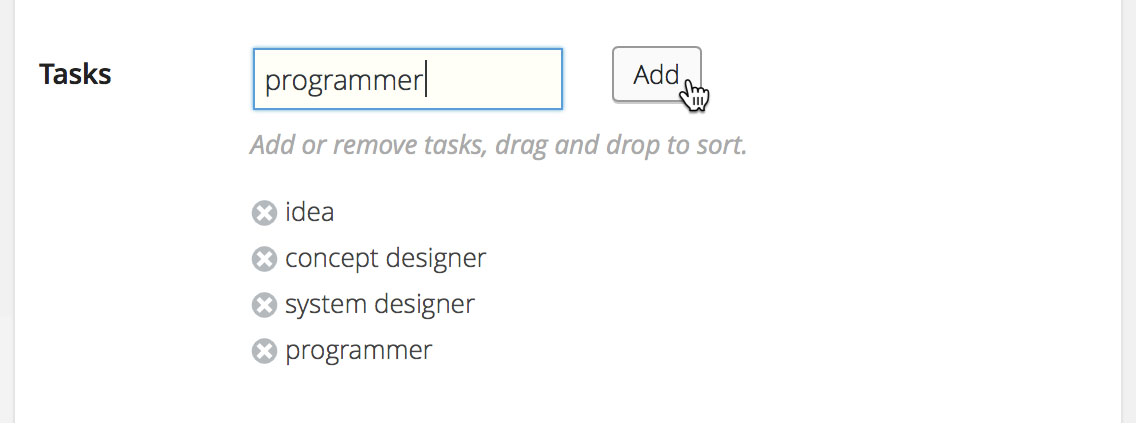 Tasks programmer Add
Add or remove tasks, drag and drop to sort.
idea
concept designer
system designer
programmer